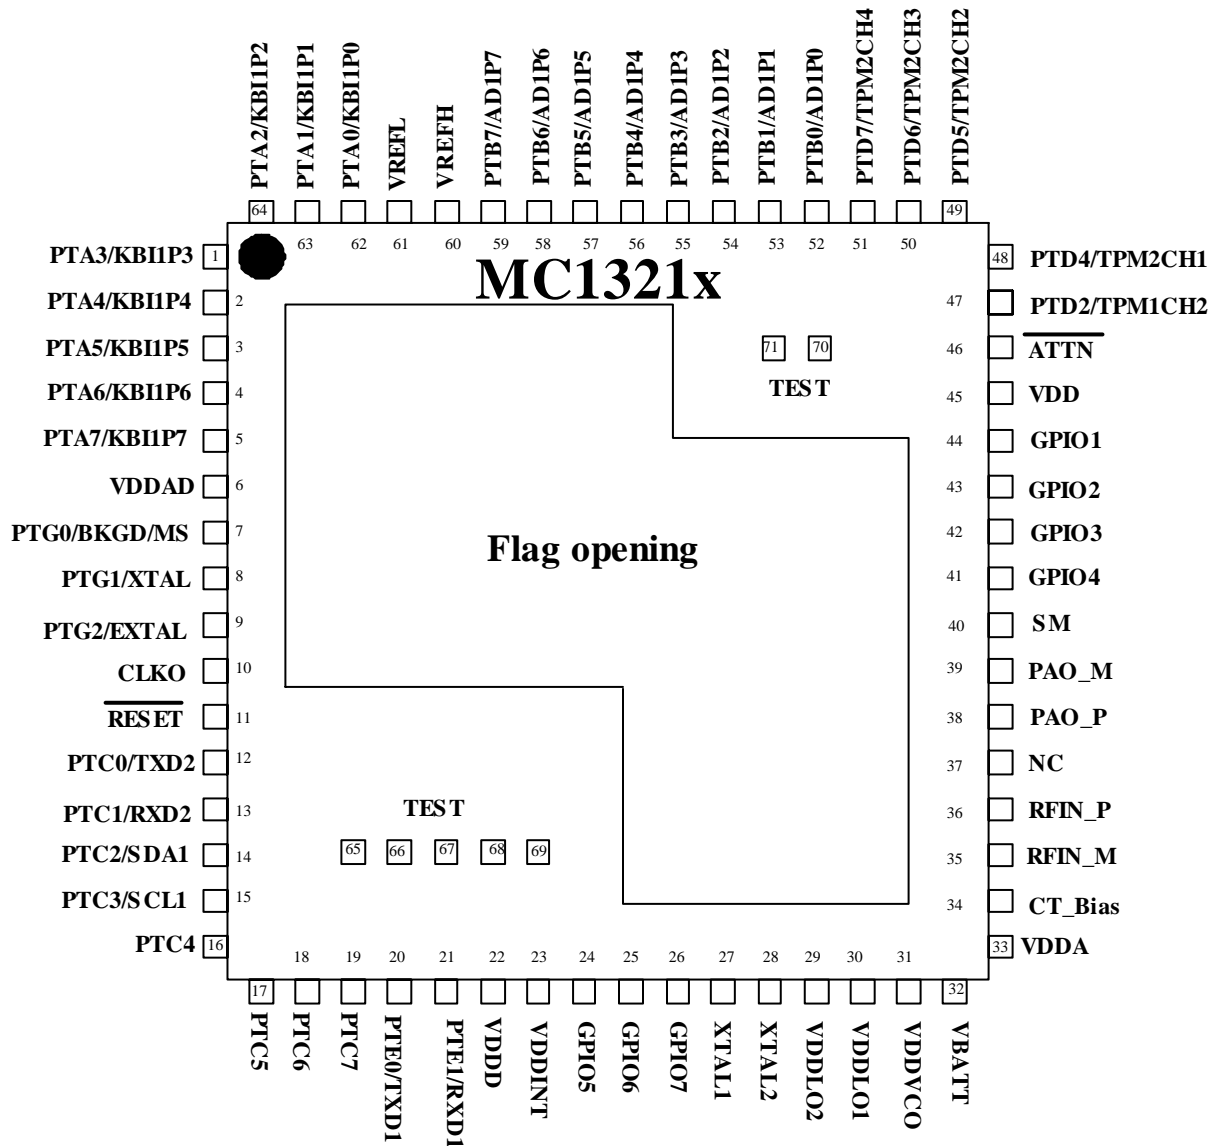 PTA2/KBI1P2
PTA1/KBI1P1
PTA0/KBI1P0
VREFL
VREFH
PTB7/AD1P7
PTB6/AD1P6
PTB5/AD1P5
PTB4/AD1P4
PTB3/AD1P3
PTB2/AD1P2
PTB1/AD1P1
PTB0/AD1P0
PTD7/TPM2CH4
PTD6/TPM2CH3
PTD5/TPM2CH2
64
63
62
61
60
59
58
57
56
55
54
53
52
51
50
49
MC1321x
PTA3/KBI1P3 1
PTA4/KBI1P4 2
PTA5/KBI1P5 3
PTA6/KBI1P6 4
PTA7/KBI1P7 5
VDDAD 6
PTG0/BKGD/MS 7
PTG1/XTAL 8
PTG2/EXTAL 9
CLKO 10
RESET 11
PTC0/TXD2 12
PTC1/RXD2 13
PTC2/SDA1 14
PTC3/SCL1 15
PTC4 16
71 70
TEST
Flag opening
TEST
65 66 67 68 69
48 PTD4/TPM2CH1
47 PTD2/TPM1CH2
46 ATTN
45 VDD
44 GPIO1
43 GPIO2
42 GPIO3
41 GPIO4
40 SM
39 PAO_M
38 PAO_P
37 NC
36 RFIN_P
35 RFIN_M
34 CT_Bias
33 VDDA
17
18
19
20
21
22
23
24
25
26
27
28
29
30
31
32
PTC5
PTC6
PTC7
PTE0/TXD1
PTE1/RXD1
VDDD
VDDINT
GPIO5
GPIO6
GPIO7
XTAL1
XTAL2
VDDLO2
VDDLO1
VDDVCO
VBATT